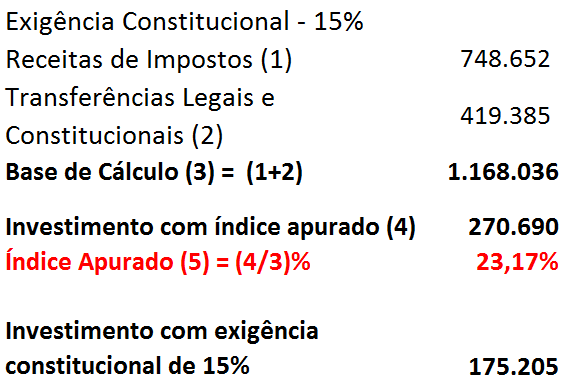 Exigência Constitucional - 15%
Receitas de Impostos (1) 748.652
Transferências Legais e
Constitucionais (2) 419.385
Base de Cálculo (3) = (1+2) 1.168.036
Investimento com índice apurado (4) 270.690
Índice Apurado (5) = (4/3)% 23,17%
Investimento com exigência
constitucional de 15% 175.205